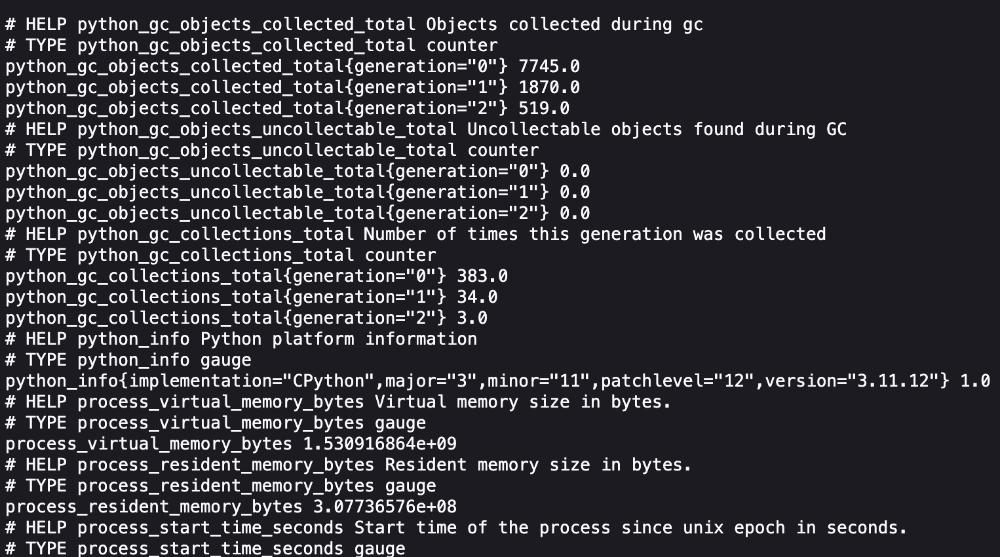 # HELP python_gc_objects_collected_total Objects collected during gc
# TYPE python_gc_objects_collected_total counter
python_gc_objects_collected_total{generation="0"} 7745.0
python_gc_objects_collected_total{generation="1"} 1870.0
python_gc_objects_collected_total{generation="2"} 519.0
# HELP python_gc_objects_uncollectable_total Uncollectable objects found during GC
# TYPE python_gc_objects_uncollectable_total counter
python_gc_objects_uncollectable_total{generation="0"} 0.0
python_gc_objects_uncollectable_total{generation="1"} 0.0
python_gc_objects_uncollectable_total{generation="2"} 0.0
# HELP python_gc_collections_total Number of times this generation was collected
# TYPE python_gc_collections_total counter
python_gc_collections_total{generation="0"} 383.0
python_gc_collections_total{generation="1"} 34.0
python_gc_collections_total{generation="2"} 3.0
# HELP python_info Python platform information
# TYPE python_info gauge
python_info{implementation="CPython",major="3",minor="11",patchlevel="12",version="3.11.12"} 1.0
# HELP process_virtual_memory_bytes Virtual memory size in bytes.
# TYPE process_virtual_memory_bytes gauge
process_virtual_memory_bytes 1.530916864e+09
# HELP process_resident_memory_bytes Resident memory size in bytes.
# TYPE process_resident_memory_bytes gauge
process_resident_memory_bytes 3.07736576e+08
# HELP process_start_time_seconds Start time of the process since unix epoch in seconds.
# TYPE process_start_time_seconds gauge